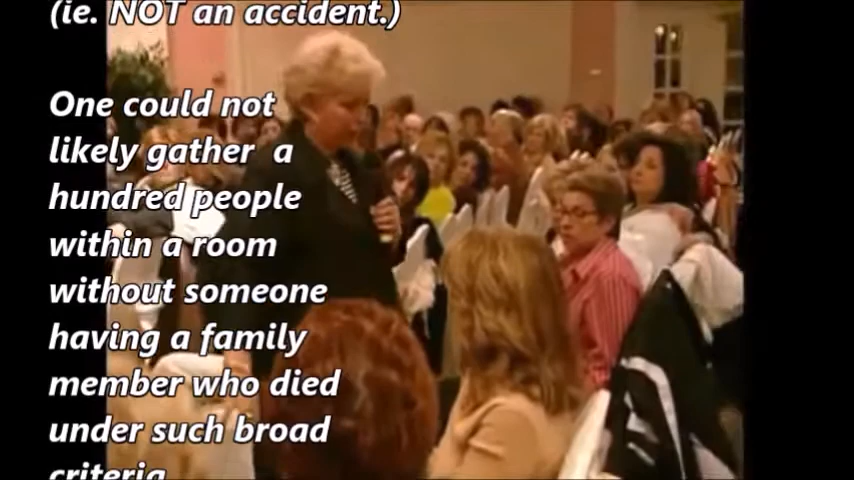 (ie. NOT an accident.)
One could not
likely gather a
hundred people
within a room
without someone
having a family
member who died
under such broad
criteria